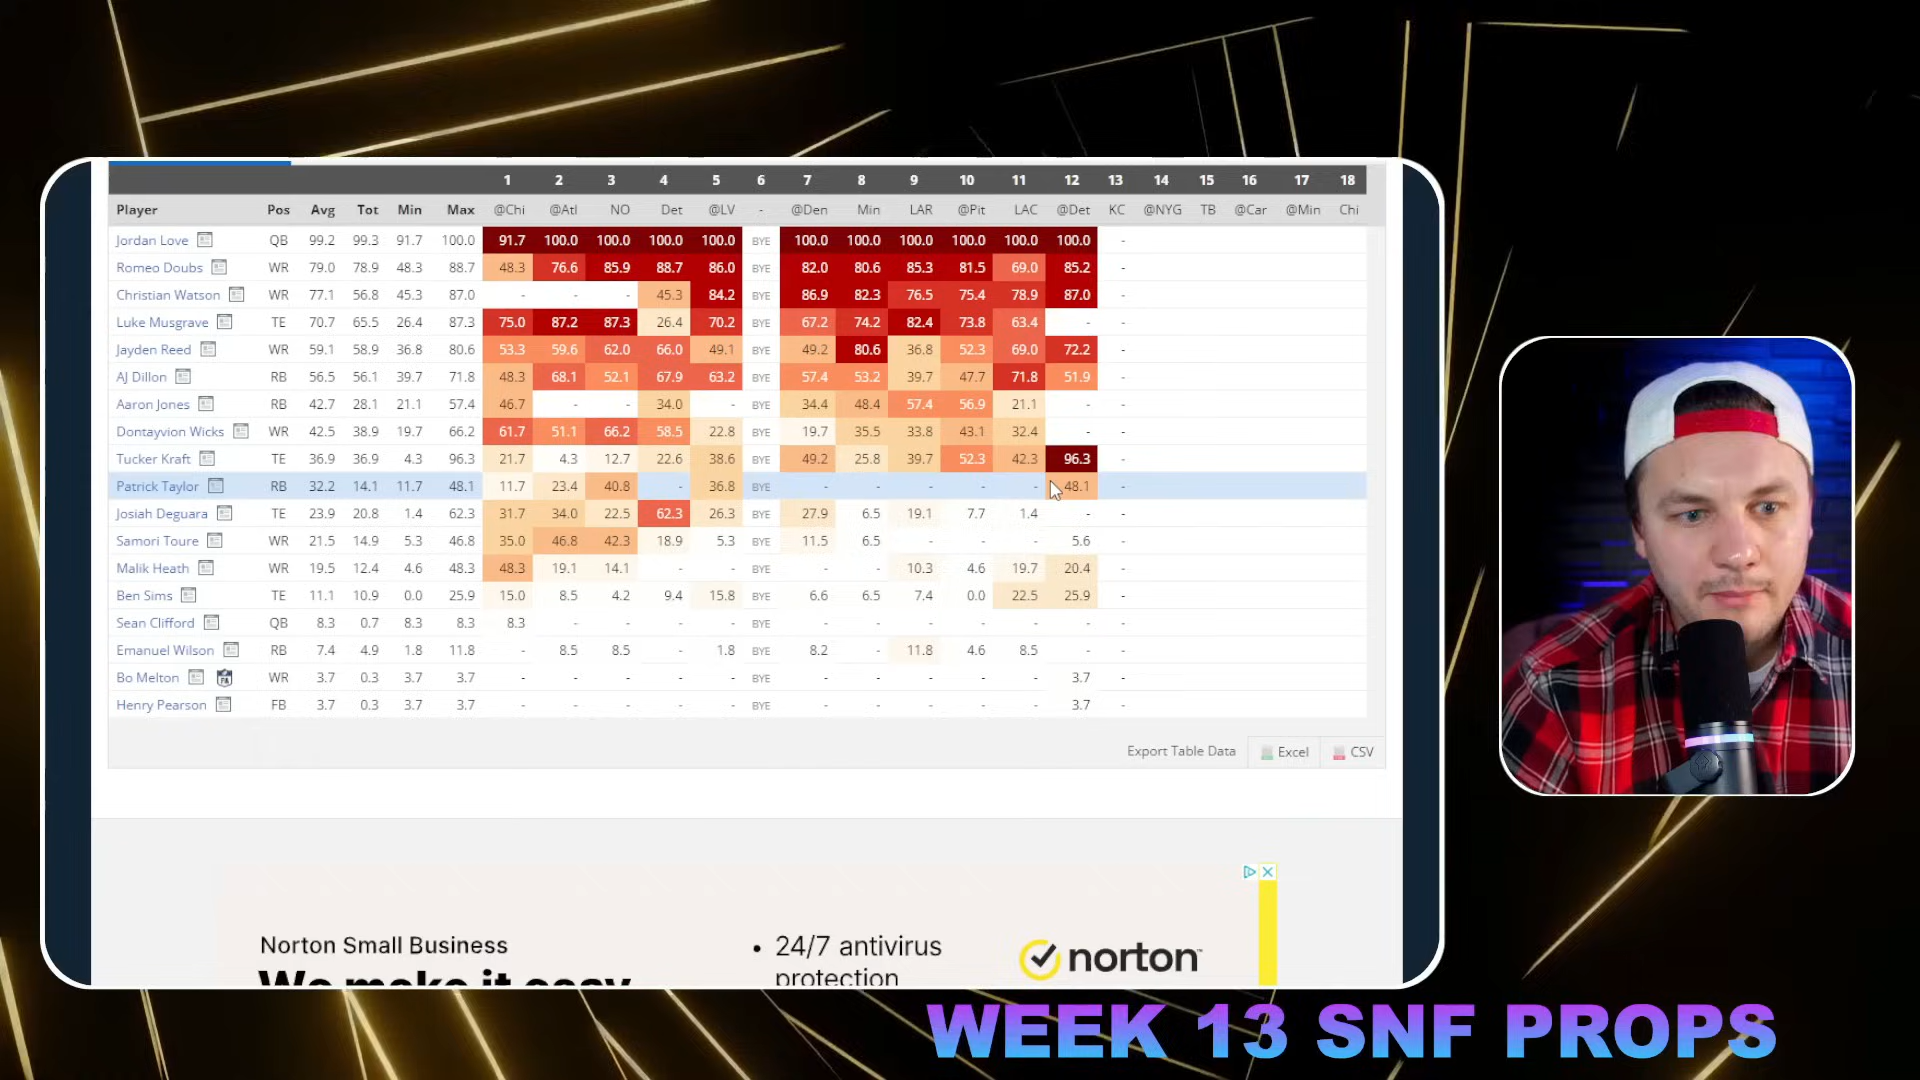 1 2 3 4 5 6 7 8 9 10 11 12 13 14 15 16 17 18
Player Pos Avg Tot Min Max @Chi @Atl NO Det @LV - @Den Min LAR @Pit LAC @Det KC @NYG TB @Car @Min Chi
Jordan Love QB 99.2 99.3 91.7 100.0 91.7 100.0 100.0 100.0 100.0 BYE 100.0 100.0 100.0 100.0 100.0 100.0 -
Romeo Doubs WR 79.0 78.9 48.3 88.7 48.3 76.6 85.9 88.7 86.0 BYE 82.0 80.6 85.3 81.5 69.0 85.2 -
Christian Watson WR 77.1 56.8 45.3 87.0 - - - 45.3 84.2 BYE 86.9 82.3 76.5 75.4 78.9 87.0 -
Luke Musgrave TE 70.7 65.5 26.4 87.3 75.0 87.2 87.3 26.4 70.2 BYE 67.2 74.2 82.4 73.8 63.4 - -
Jayden Reed WR 59.1 58.9 36.8 80.6 53.3 59.6 62.0 66.0 49.1 BYE 49.2 80.6 36.8 52.3 69.0 72.2 -
AJ Dillon RB 56.5 56.1 39.7 71.8 48.3 68.1 52.1 67.9 63.2 BYE 57.4 53.2 39.7 47.7 71.8 51.9 -
Aaron Jones RB 42.7 28.1 21.1 57.4 46.7 - - 34.0 - BYE 34.4 48.4 57.4 56.9 21.1 - -
Dontayvion Wicks WR 42.5 38.9 19.7 66.2 61.7 51.1 66.2 58.5 22.8 BYE 19.7 35.5 33.8 43.1 32.4 - -
Tucker Kraft TE 36.9 36.9 4.3 96.3 21.7 4.3 12.7 22.6 38.6 BYE 49.2 25.8 39.7 52.3 42.3 96.3 -
Patrick Taylor RB 32.2 14.1 11.7 48.1 11.7 23.4 40.8 - 36.8 BYE - - - - - 48.1 -
Josiah Deguara TE 23.9 20.8 1.4 62.3 31.7 34.0 22.5 62.3 26.3 BYE 27.9 6.5 19.1 7.7 1.4 - -
Samori Toure WR 21.5 14.9 5.3 46.8 35.0 46.8 42.3 18.9 5.3 BYE 11.5 6.5 - - - 5.6 -
Malik Heath WR 19.5 12.4 4.6 48.3 48.3 19.1 14.1 - - BYE - - 10.3 4.6 19.7 20.4 -
Ben Sims TE 11.1 10.9 0.0 25.9 15.0 8.5 4.2 9.4 15.8 BYE 6.6 6.5 7.4 0.0 22.5 25.9 -
Sean Clifford QB 8.3 0.7 8.3 8.3 8.3 - - - - BYE - - - - - - -
Emanuel Wilson RB 7.4 4.9 1.8 11.8 - 8.5 8.5 - 1.8 BYE 8.2 - 11.8 4.6 8.5 - -
Bo Melton WR 3.7 0.3 3.7 3.7 - - - - - BYE - - - - - 3.7 -
Henry Pearson FB 3.7 0.3 3.7 3.7 - - - - - BYE - - - - - 3.7 -
Export Table Data Excel CSV
Norton Small Business
We make it easy
• 24/7 antivirus
protection
norton
WEEK 13 SNF PROPS